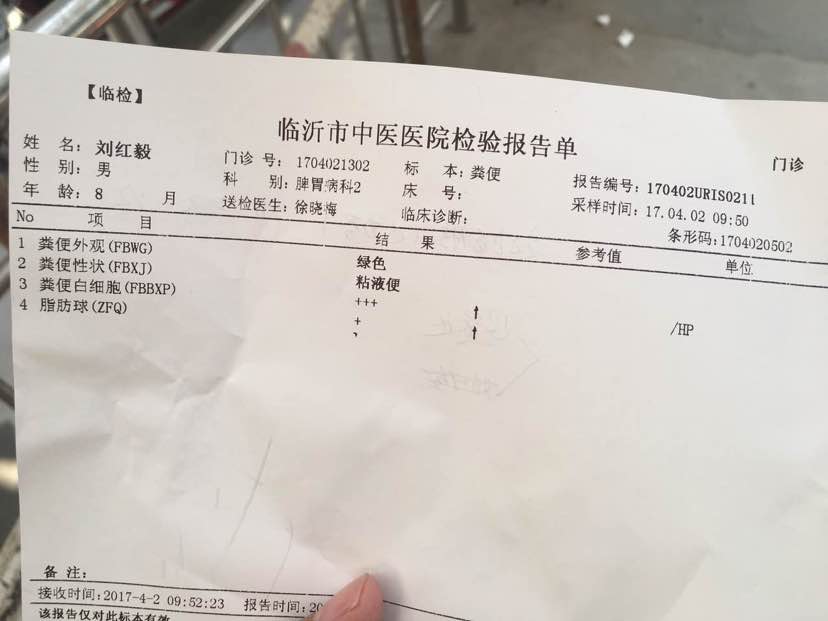 【临检】
临沂市中医医院检验报告单
门诊
姓 名：刘红毅 门诊 号：1704021302 标 本：粪便 报告编号：170402URIS0211
性 别：男 科 别：脾胃病科2 床 号： 采样时间：17.04.02 09:50
年 龄：8 月 送检医生：徐晓梅 临床诊断： 条形码：1704020502
No 项 目 结 果 参考值 单位
1 粪便外观(FBWG) 绿色
2 粪便性状(FBXJ) 粘液便
3 粪便白细胞(FBBXP) +++ ↑ /HP
4 脂肪球(ZFQ) + ↑
备 注：
接收时间：2017-4-2 09:52:23 报告时间：20
该报告仅对此标本有效